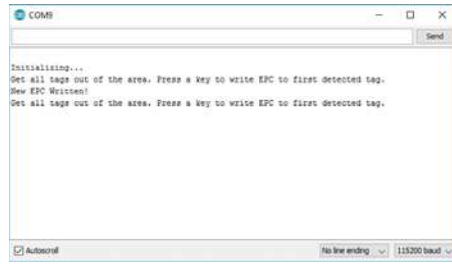 COM9
Send
Initializing...
Get all tags out of the area. Press a key to write EPC to first detected tag.
New EPC Written!
Get all tags out of the area. Press a key to write EPC to first detected tag.
Autoscroll
No line ending
115200 baud